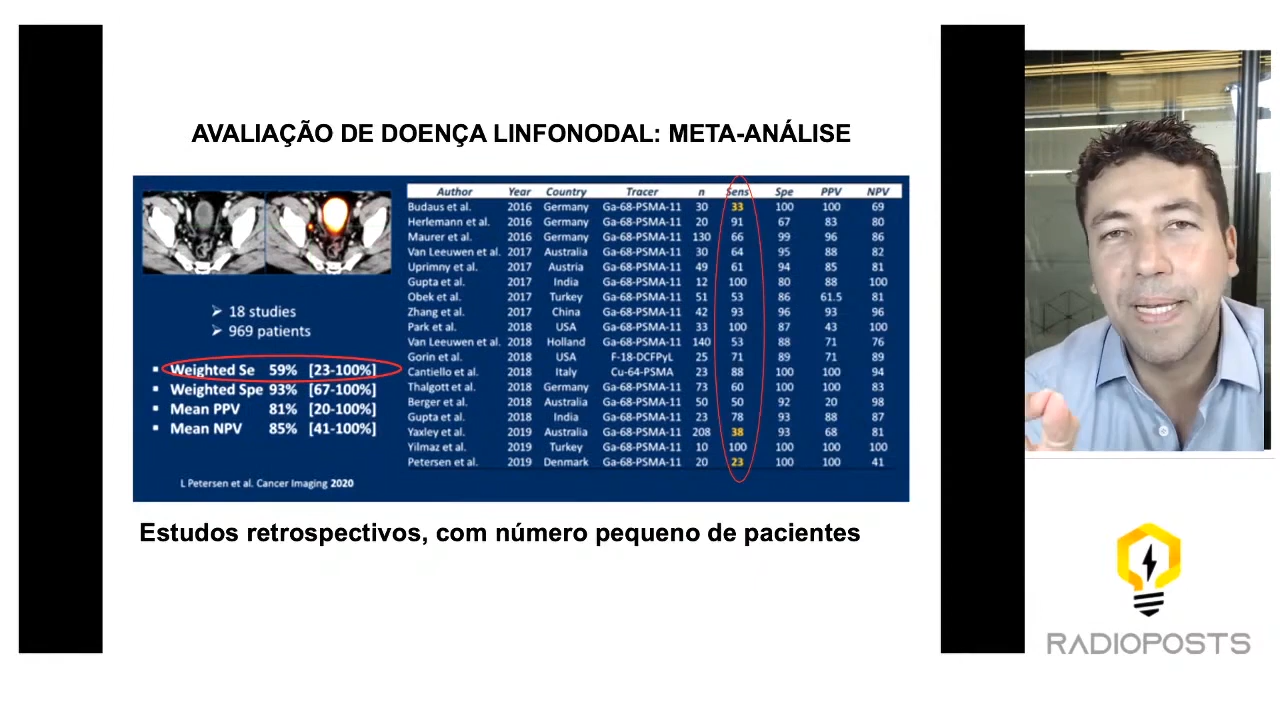 AVALIAÇÃO DE DOENÇA LINFONODAL: META-ANÁLISE
➢ 18 studies
➢ 969 patients
▪ Weighted Se 59% [23-100%]
▪ Weighted Spe 93% [67-100%]
▪ Mean PPV 81% [20-100%]
▪ Mean NPV 85% [41-100%]
L Petersen et al. Cancer Imaging 2020
Author Year Country Tracer n Sens Spe PPV NPV
Budaus et al. 2016 Germany Ga-68-PSMA-11 30 33 100 100 69
Herlemann et al. 2016 Germany Ga-68-PSMA-11 20 91 67 83 80
Maurer et al. 2016 Germany Ga-68-PSMA-11 130 66 99 96 86
Van Leeuwen et al. 2017 Australia Ga-68-PSMA-11 30 64 95 88 82
Uprimny et al. 2017 Austria Ga-68-PSMA-11 49 61 94 85 81
Gupta et al. 2017 India Ga-68-PSMA-11 12 100 80 88 100
Obek et al. 2017 Turkey Ga-68-PSMA-11 51 53 86 61.5 81
Zhang et al. 2017 China Ga-68-PSMA-11 42 93 96 93 96
Park et al. 2018 USA Ga-68-PSMA-11 33 100 87 43 100
Van Leeuwen et al. 2018 Holland Ga-68-PSMA-11 140 53 88 71 76
Gorin et al. 2018 USA F-18-DCFPyL 25 71 89 71 89
Cantiello et al. 2018 Italy Cu-64-PSMA 23 88 100 100 94
Thalgott et al. 2018 Germany Ga-68-PSMA-11 73 60 100 100 83
Berger et al. 2018 Australia Ga-68-PSMA-11 50 50 92 20 98
Gupta et al. 2018 India Ga-68-PSMA-11 23 78 93 88 87
Yaxley et al. 2019 Australia Ga-68-PSMA-11 208 38 93 68 81
Yilmaz et al. 2019 Turkey Ga-68-PSMA-11 10 100 100 100 100
Petersen et al. 2019 Denmark Ga-68-PSMA-11 20 23 100 100 41
Estudos retrospectivos, com número pequeno de pacientes
RADIOPOSTS